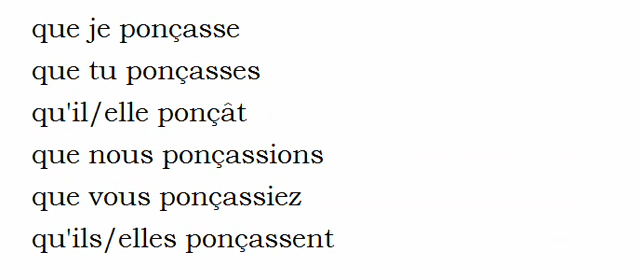 que je ponçasse
que tu ponçasses
qu'il/elle ponçât
que nous ponçassions
que vous ponçassiez
qu'ils/elles ponçassent